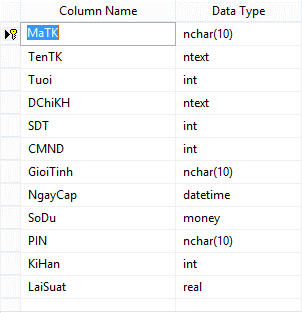 Column Name Data Type
MaTK nchar(10)
TenTK ntext
Tuoi int
DChiKH ntext
SDT int
CMND int
GioiTinh nchar(10)
NgayCap datetime
SoDu money
PIN nchar(10)
KiHan int
LaiSuat real